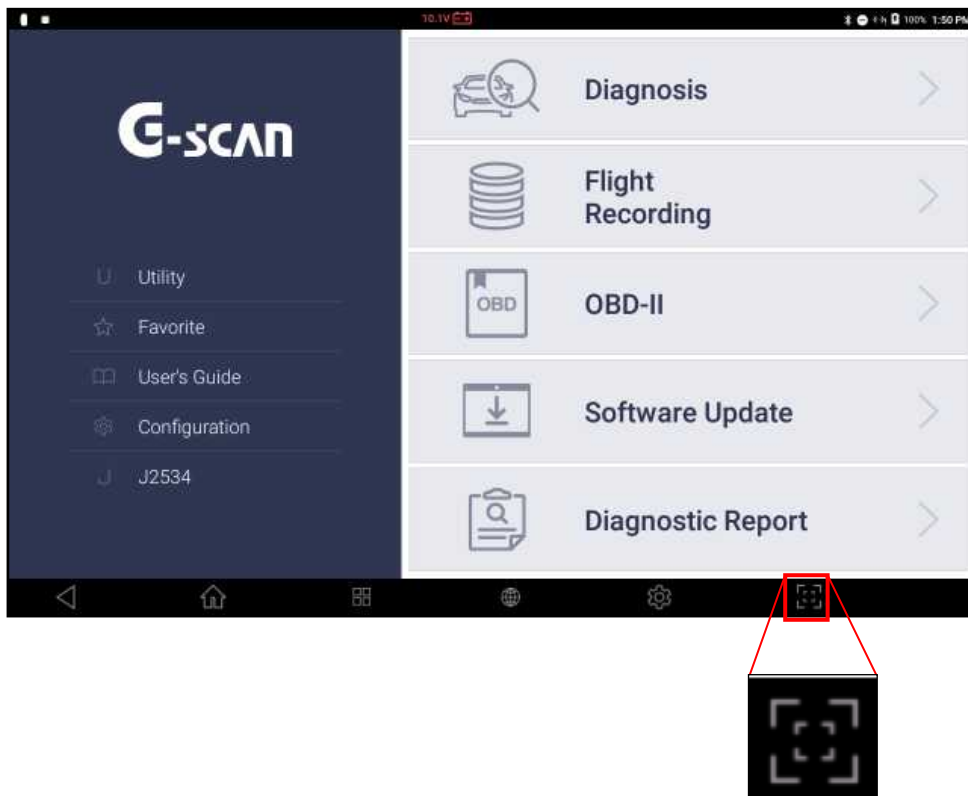 10.1V
100% 1:50 PM
G-scan
Utility
Favorite
User's Guide
Configuration
J2534
Diagnosis
Flight
Recording
OBD
OBD-II
Software Update
Diagnostic Report